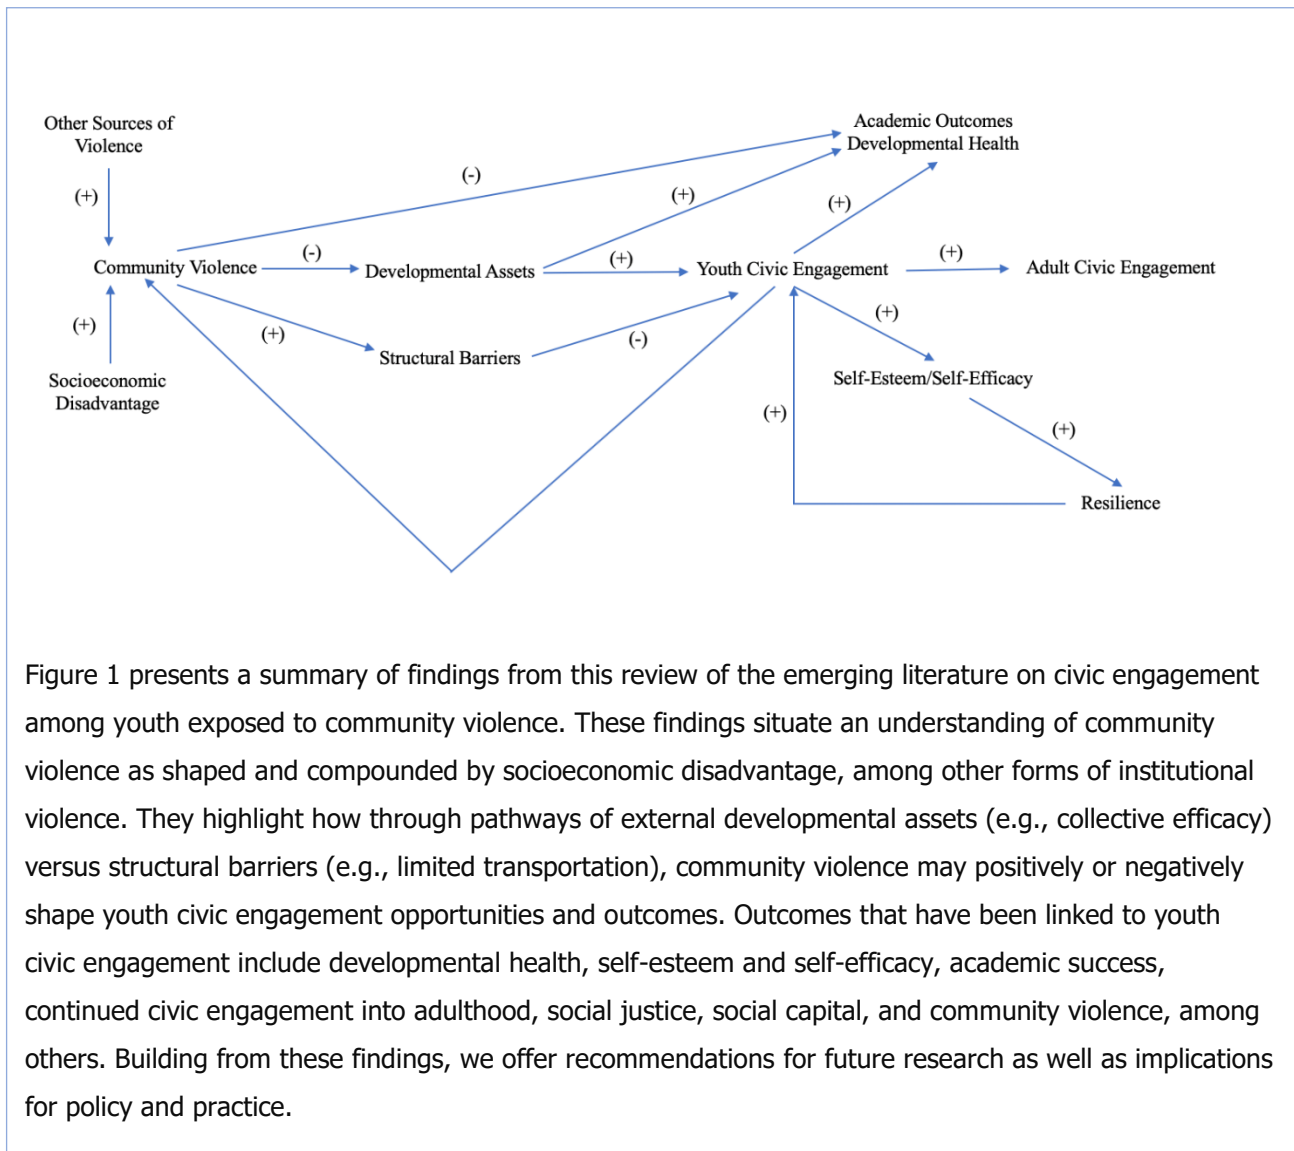 Other Sources of
Violence
Academic Outcomes
Developmental Health
(+)
(-)
(+)
(+)
Community Violence
(-)
Developmental Assets
(+)
Youth Civic Engagement
(+)
Adult Civic Engagement
(+)
(+)
Structural Barriers
(-)
(+)
Socioeconomic
Disadvantage
Self-Esteem/Self-Efficacy
(+)
(+)
Resilience
Figure 1 presents a summary of findings from this review of the emerging literature on civic engagement
among youth exposed to community violence. These findings situate an understanding of community
violence as shaped and compounded by socioeconomic disadvantage, among other forms of institutional
violence. They highlight how through pathways of external developmental assets (e.g., collective efficacy)
versus structural barriers (e.g., limited transportation), community violence may positively or negatively
shape youth civic engagement opportunities and outcomes. Outcomes that have been linked to youth
civic engagement include developmental health, self-esteem and self-efficacy, academic success,
continued civic engagement into adulthood, social justice, social capital, and community violence, among
others. Building from these findings, we offer recommendations for future research as well as implications
for policy and practice.